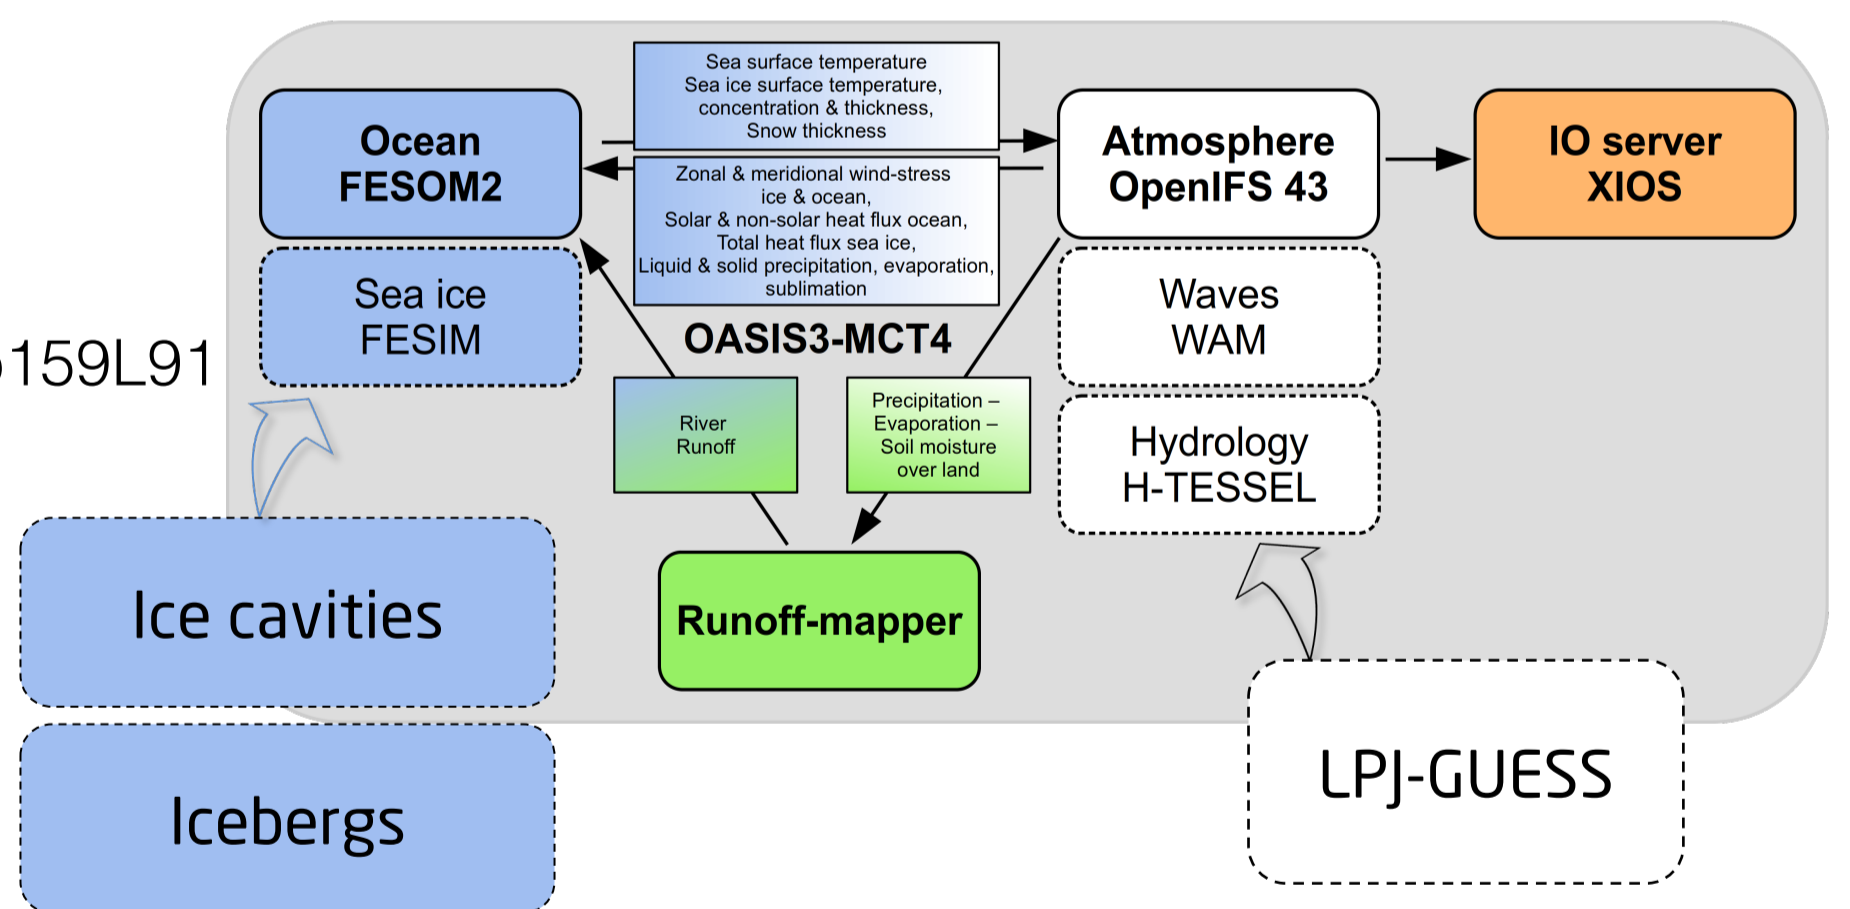 Sea surface temperature
Sea ice surface temperature,
concentration & thickness,
Snow thickness
Ocean
FESOM2
Atmosphere
OpenIFS 43
IO server
XIOS
Zonal & meridional wind-stress
ice & ocean,
Solar & non-solar heat flux ocean,
Total heat flux sea ice,
Liquid & solid precipitation, evaporation,
sublimation
Sea ice
FESIM
OASIS3-MCT4
Waves
WAM
159L91
River
Runoff
Precipitation –
Evaporation –
Soil moisture
over land
Hydrology
H-TESSEL
Ice cavities
Runoff-mapper
Icebergs
LPJ-GUESS